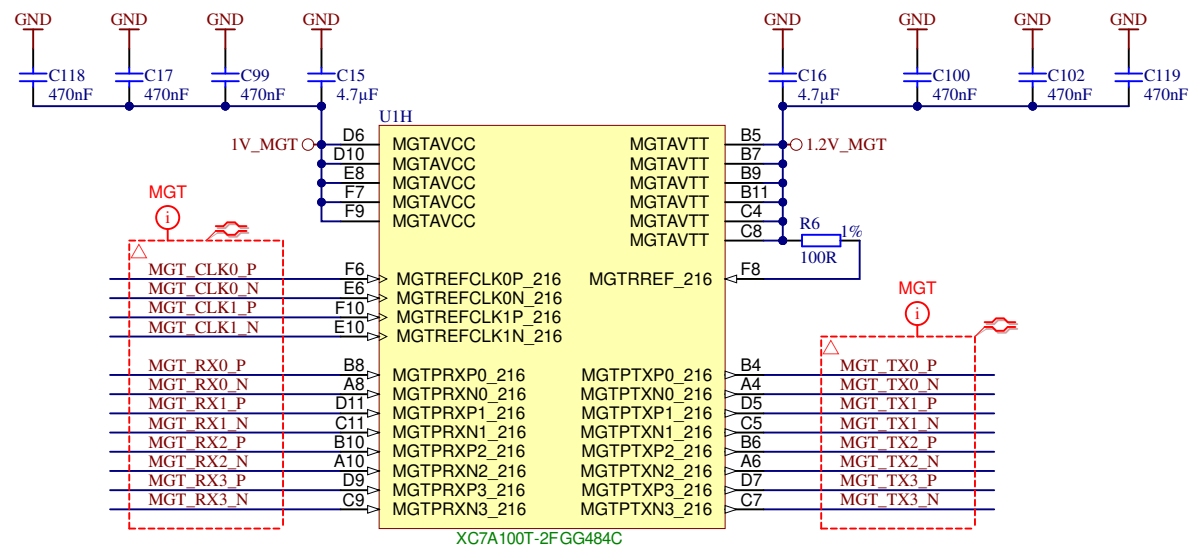 GND GND GND GND GND GND GND GND
C118 C17 C99 C15 C16 C100 C102 C119
470nF 470nF 470nF 4.7µF 4.7µF 470nF 470nF 470nF
U1H
1V_MGT D6 MGTAVCC MGTAVTT B5 1.2V_MGT
D10 MGTAVCC MGTAVTT B7
E8 MGTAVCC MGTAVTT B9
F7 MGTAVCC MGTAVTT B11
F9 MGTAVCC MGTAVTT C4
MGTAVTT C8 R6 1%
100R
MGT
i
MGT_CLK0_P F6 MGTREFCLK0P_216 MGTRREF_216 F8
MGT_CLK0_N E6 MGTREFCLK0N_216
MGT_CLK1_P F10 MGTREFCLK1P_216
MGT_CLK1_N E10 MGTREFCLK1N_216
MGT
i
MGT_RX0_P B8 MGTPRXP0_216 MGTPTXP0_216 B4 MGT_TX0_P
MGT_RX0_N A8 MGTPRXN0_216 MGTPTXN0_216 A4 MGT_TX0_N
MGT_RX1_P D11 MGTPRXP1_216 MGTPTXP1_216 D5 MGT_TX1_P
MGT_RX1_N C11 MGTPRXN1_216 MGTPTXN1_216 C5 MGT_TX1_N
MGT_RX2_P B10 MGTPRXP2_216 MGTPTXP2_216 B6 MGT_TX2_P
MGT_RX2_N A10 MGTPRXN2_216 MGTPTXN2_216 A6 MGT_TX2_N
MGT_RX3_P D9 MGTPRXP3_216 MGTPTXP3_216 D7 MGT_TX3_P
MGT_RX3_N C9 MGTPRXN3_216 MGTPTXN3_216 C7 MGT_TX3_N
XC7A100T-2FGG484C